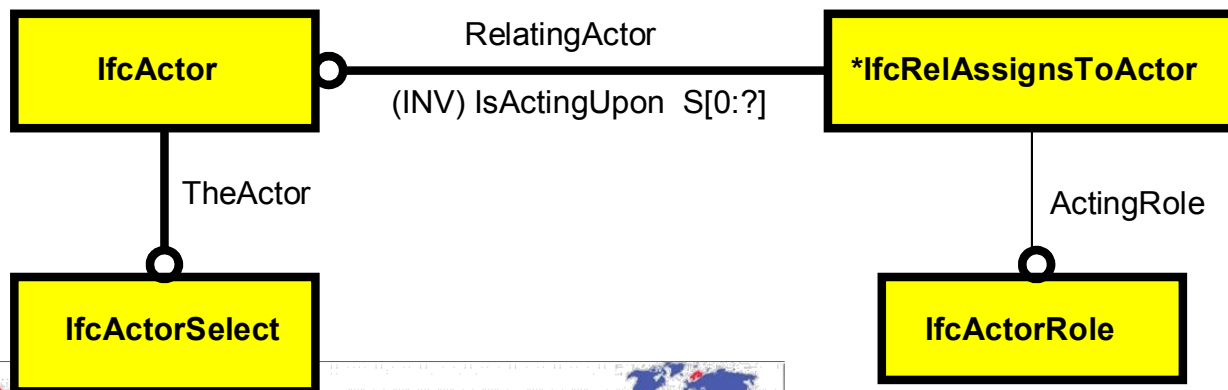 IfcActor
RelatingActor
*IfcRelAssignsToActor
(INV) IsActingUpon S[0:?]
TheActor
ActingRole
IfcActorSelect
IfcActorRole